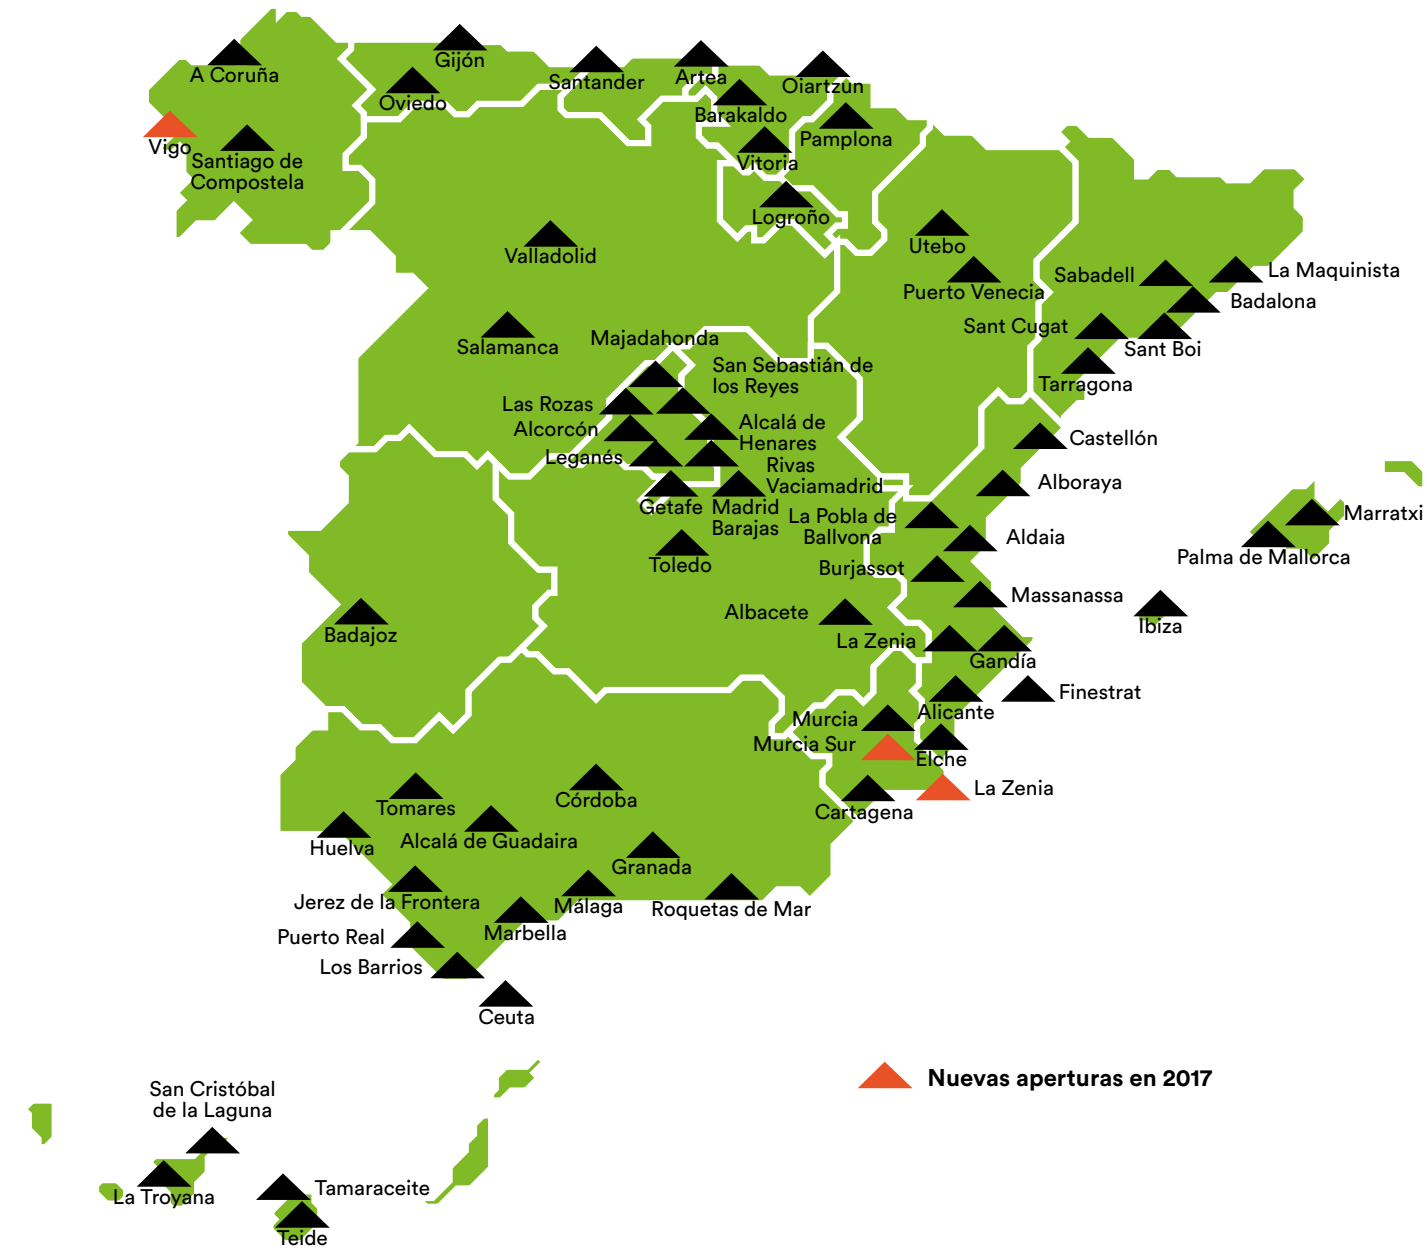 Gijón
A Coruña
Santander
Artea
Oiartzun
Oviedo
Barakaldo
Pamplona
Vigo
Santiago de
Compostela
Vitoria
Logroño
Utebo
Valladolid
Puerto Venecia
Sabadell
La Maquinista
Badalona
Sant Cugat
Sant Boi
Salamanca
Majadahonda
San Sebastián de
los Reyes
Tarragona
Las Rozas
Alcorcón
Alcalá de
Henares
Castellón
Leganés
Rivas
Vaciamadrid
Alboraya
Getafe
Madrid
Barajas
La Pobla de
Ballvona
Marratxi
Aldaia
Palma de Mallorca
Toledo
Burjassot
Massanassa
Albacete
Ibiza
Badajoz
La Zenia
Gandía
Finestrat
Murcia
Alicante
Murcia Sur
Elche
La Zenia
Cartagena
Tomares
Córdoba
Huelva
Alcalá de Guadaira
Granada
Jerez de la Frontera
Málaga
Roquetas de Mar
Puerto Real
Marbella
Los Barrios
Ceuta
Nuevas aperturas en 2017
San Cristóbal
de la Laguna
La Troyana
Tamaraceite
Teide